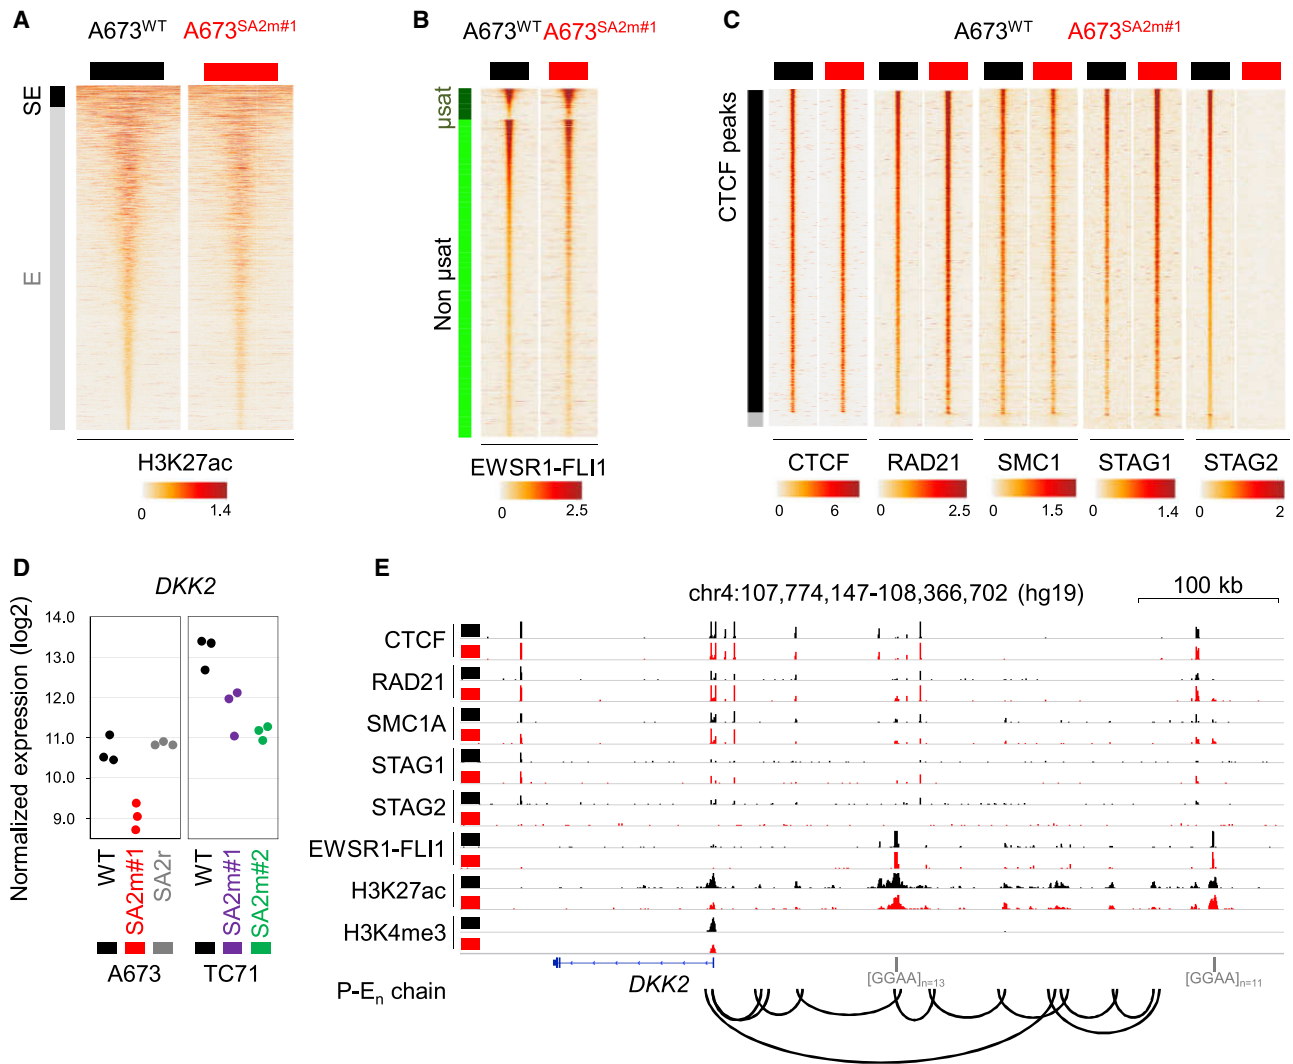 A
A673WT
A673SA2m#1
SE
E
H3K27ac
0
1.4
B
A673WT
A673SA2m#1
µsat
Non µsat
EWSR1-FLI1
0
2.5
C
A673WT
A673SA2m#1
CTCF peaks
CTCF
RAD21
SMC1
STAG1
STAG2
0
6
0
2.5
0
1.5
0
1.4
0
2
D
DKK2
Normalized expression (log2)
14.0
13.0
12.0
11.0
10.0
9.0
WT
SA2m#1
SA2r
WT
SA2m#1
SA2m#2
A673
TC71
E
chr4:107,774,147-108,366,702 (hg19)
100 kb
CTCF
RAD21
SMC1A
STAG1
STAG2
EWSR1-FLI1
H3K27ac
H3K4me3
DKK2
[GGAA]n=13
[GGAA]n=11
P-En chain